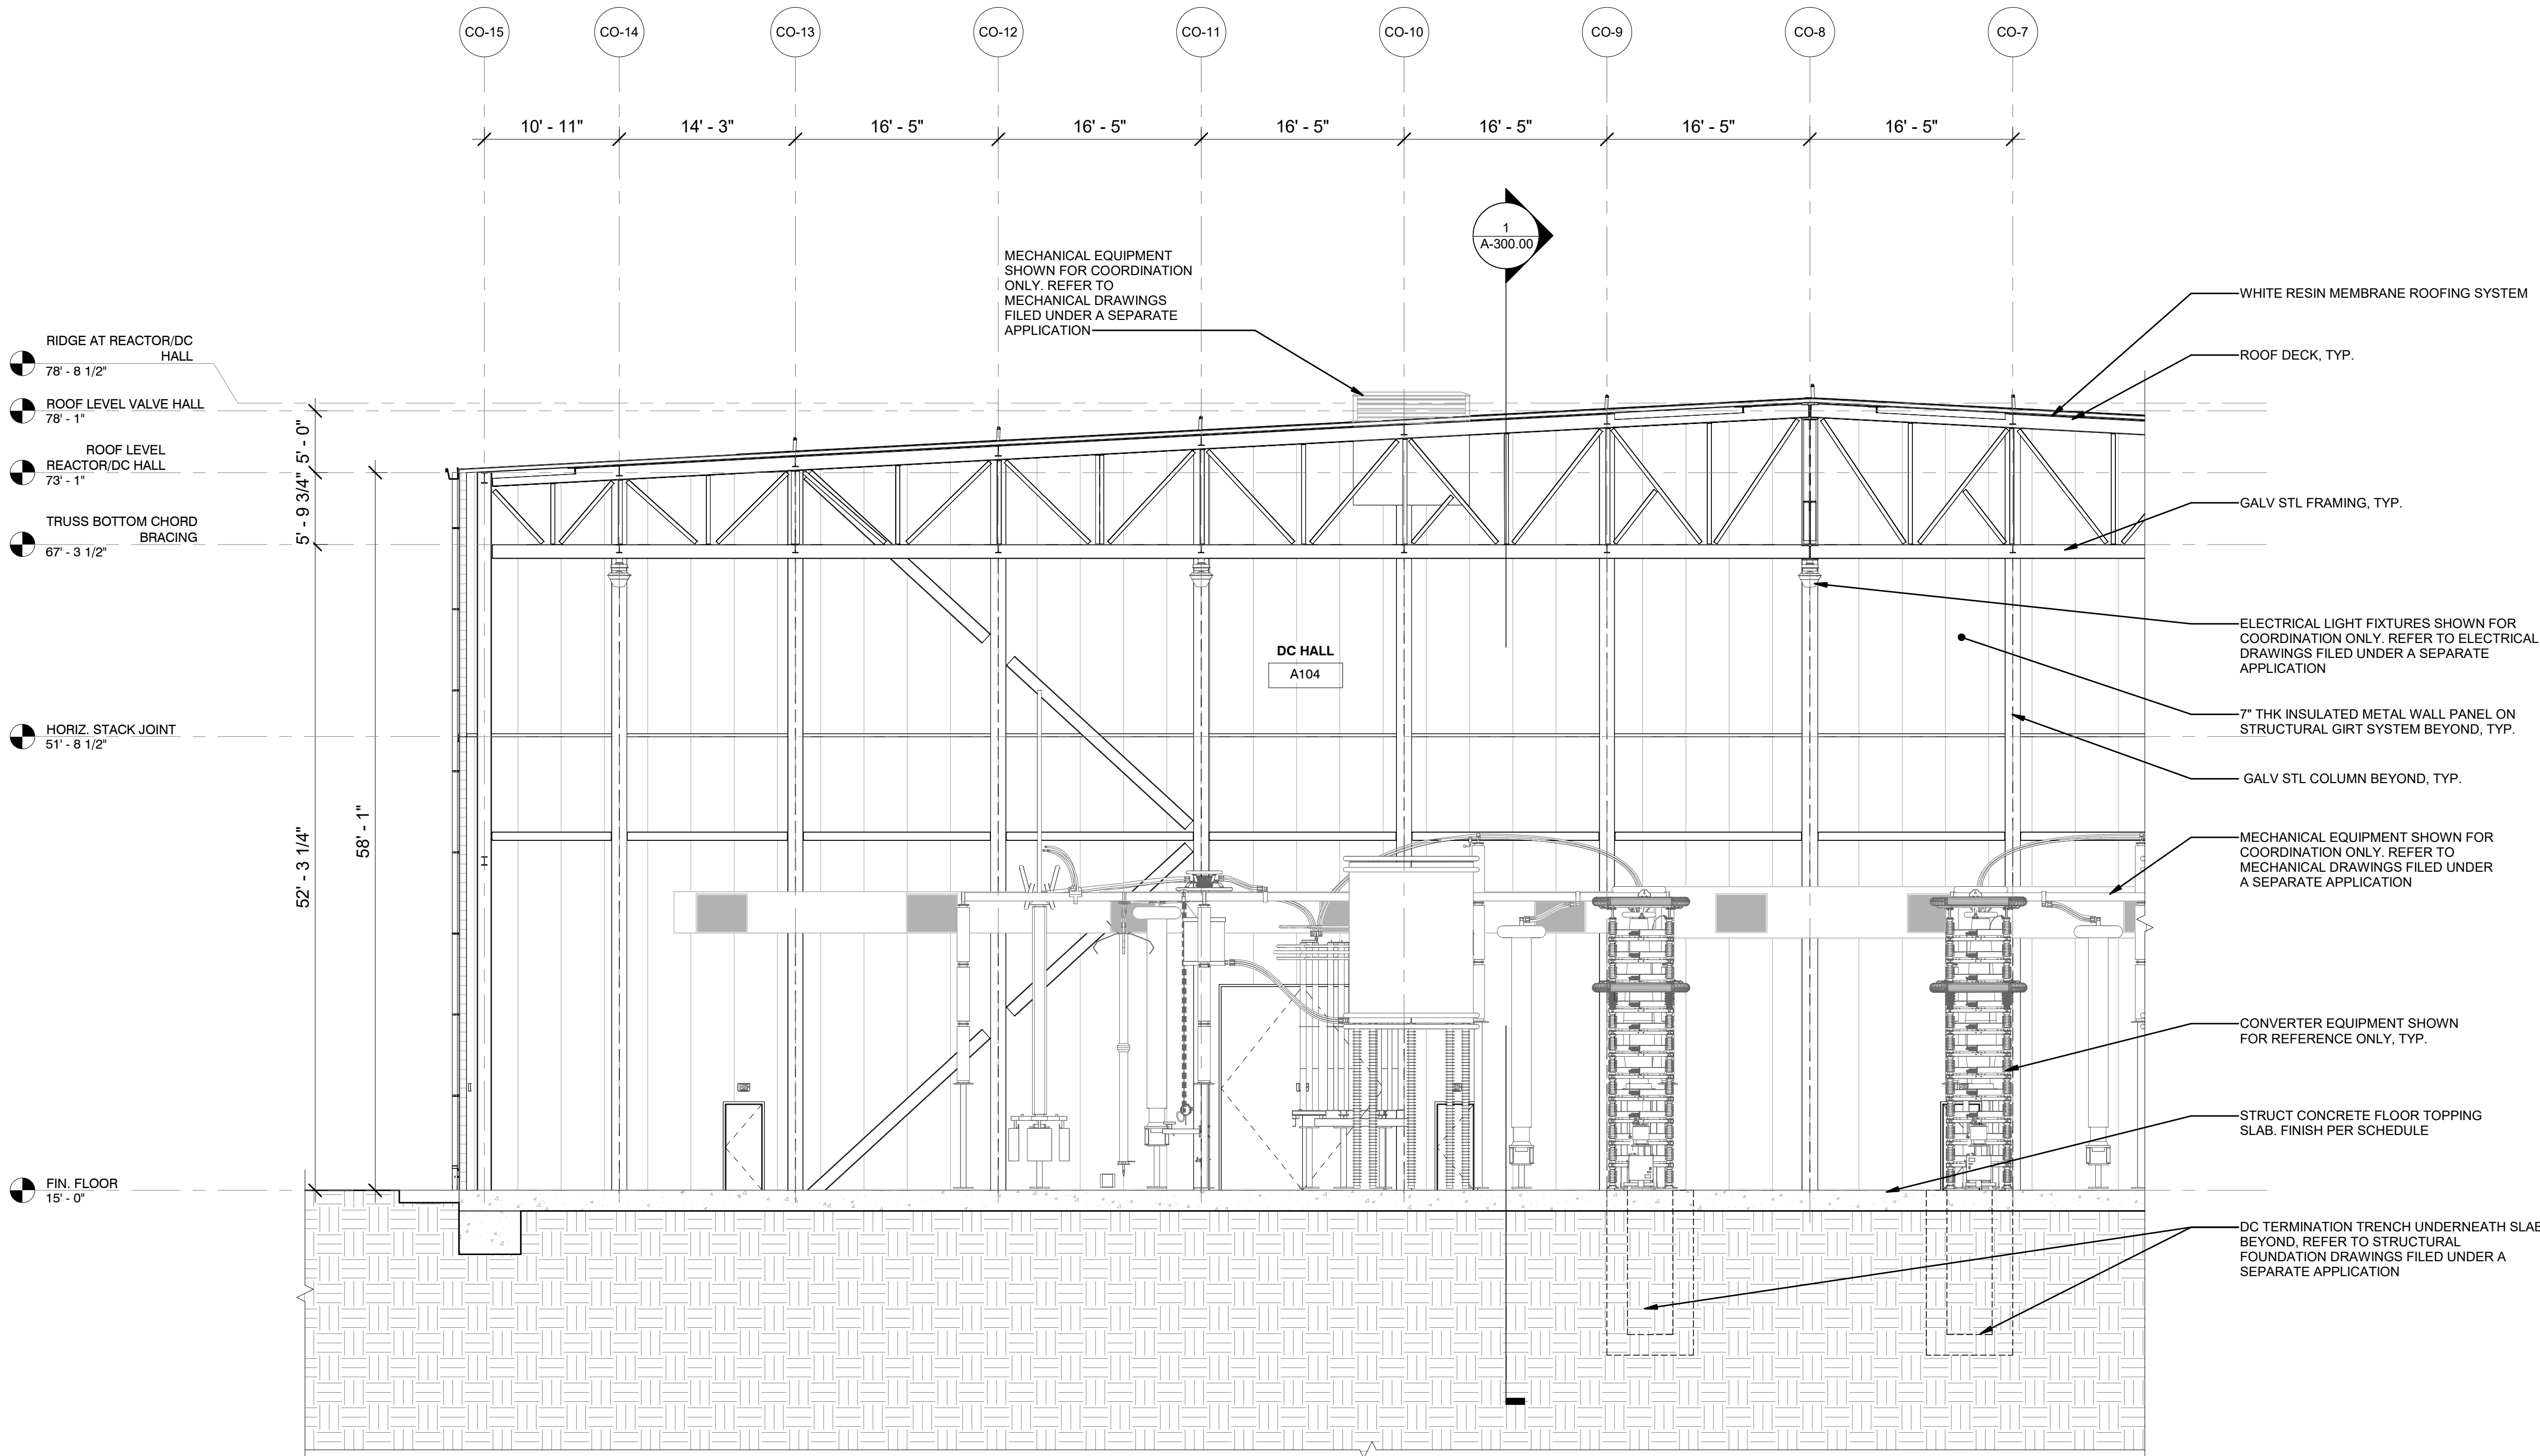 CO-15
CO-14
CO-13
CO-12
CO-11
CO-10
CO-9
CO-8
CO-7
10' - 11"
14' - 3"
16' - 5"
16' - 5"
16' - 5"
16' - 5"
16' - 5"
16' - 5"
1
A-300.00
MECHANICAL EQUIPMENT
SHOWN FOR COORDINATION
ONLY. REFER TO
MECHANICAL DRAWINGS
FILED UNDER A SEPARATE
APPLICATION
RIDGE AT REACTOR/DC
HALL
78' - 8 1/2"
ROOF LEVEL VALVE HALL
78' - 1"
ROOF LEVEL
REACTOR/DC HALL
73' - 1"
TRUSS BOTTOM CHORD
BRACING
67' - 3 1/2"
HORIZ. STACK JOINT
51' - 8 1/2"
FIN. FLOOR
15' - 0"
5' - 0"
5' - 9 3/4"
52' - 3 1/4"
58' - 1"
DC HALL
A104
WHITE RESIN MEMBRANE ROOFING SYSTEM
ROOF DECK, TYP.
GALV STL FRAMING, TYP.
ELECTRICAL LIGHT FIXTURES SHOWN FOR
COORDINATION ONLY. REFER TO ELECTRICAL
DRAWINGS FILED UNDER A SEPARATE
APPLICATION
7" THK INSULATED METAL WALL PANEL ON
STRUCTURAL GIRT SYSTEM BEYOND, TYP.
GALV STL COLUMN BEYOND, TYP.
MECHANICAL EQUIPMENT SHOWN FOR
COORDINATION ONLY. REFER TO
MECHANICAL DRAWINGS FILED UNDER
A SEPARATE APPLICATION
CONVERTER EQUIPMENT SHOWN
FOR REFERENCE ONLY, TYP.
STRUCT CONCRETE FLOOR TOPPING
SLAB. FINISH PER SCHEDULE
DC TERMINATION TRENCH UNDERNEATH SLAB
BEYOND, REFER TO STRUCTURAL
FOUNDATION DRAWINGS FILED UNDER A
SEPARATE APPLICATION